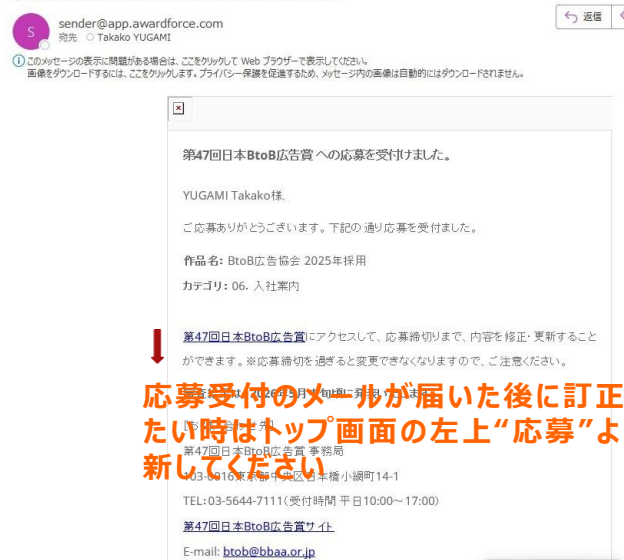 sender@app.awardforce.com
S
宛先 Takako YUGAMI
返信
このメッセージの表示に問題がある場合は、ここをクリックして Web ブラウザーで表示してください。
画像をダウンロードするには、ここをクリックします。プライバシー保護を促進するため、メッセージ内の画像は自動的にはダウンロードされません。
第47回日本BtoB広告賞 への応募を受付けました。
YUGAMI Takako様、
ご応募ありがとうございます。下記の通り応募を受付ました。
作品名: BtoB広告協会 2025年採用
カテゴリ: 06. 入社案内
第47回日本BtoB広告賞にアクセスして、応募締切りまで、内容を修正・更新すること
ができます。※応募締切を過ぎると変更できなくなりますので、ご注意ください。
2026年5月
応募受付のメールが届いた後に訂正
たい時はトップ画面の左上“応募”よ
第47回日本BtoB広告賞 事務局
新してください
日本橋小網町14-1
TEL:03-5644-7111(受付時間 平日10:00~17:00)
第47回日本BtoB広告賞サイト
E-mail: btob@bbaa.or.jp